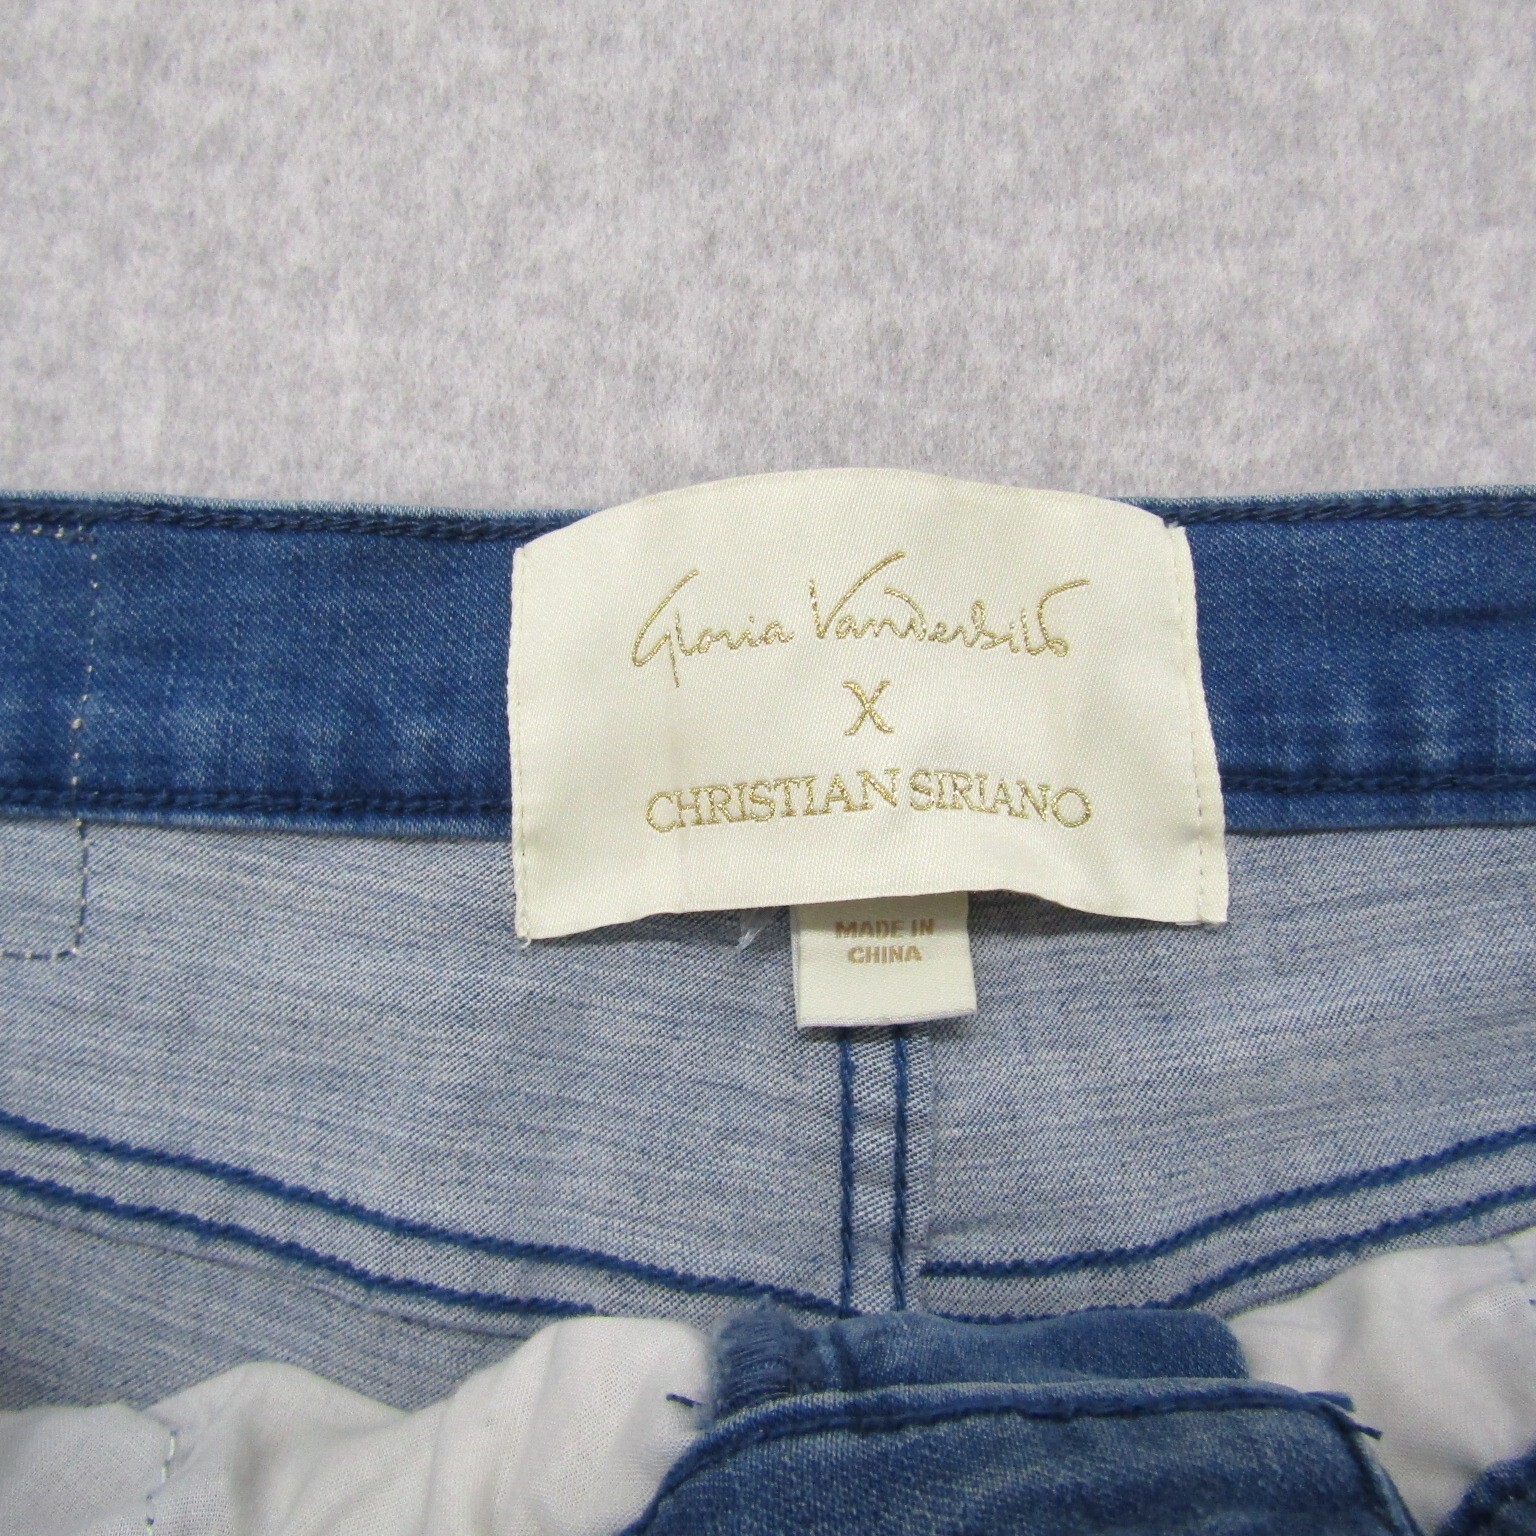 Gloria Vanderbilt
X
CHRISTIAN SIRIANO
MADE IN
CHINA